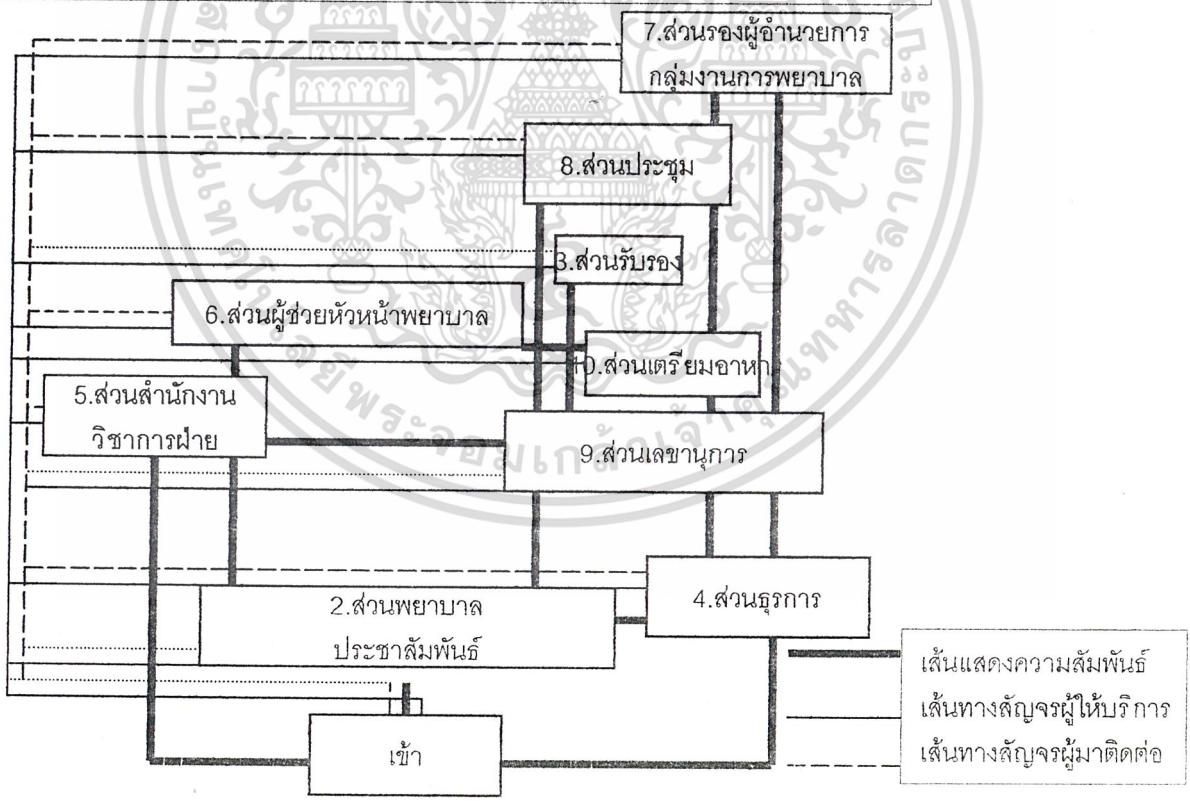 7.ส่วนรองผู้อำนวยการ
กลุ่มงานการพยาบาล
8.ส่วนประชุม
3.ส่วนรับรอง
6.ส่วนผู้ช่วยหัวหน้าพยาบาล
10.ส่วนเตรียมอาหา
5.ส่วนสำนักงาน
วิชาการฝ่าย
9.ส่วนเลขานุการ
4.ส่วนธุรการ
2.ส่วนพยาบาล
ประชาสัมพันธ์
เข้า
เส้นแสดงความสัมพันธ์
เส้นทางสัญจรผู้ให้บริการ
เส้นทางสัญจรผู้มาติดต่อ